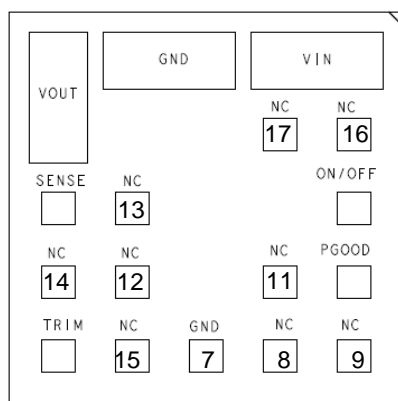 GND VIN
VOUT
NC NC
17 16
SENSE NC ON/OFF
13
NC NC NC PGOOD
14 12 11
TRIM NC GND NC NC
15 7 8 9